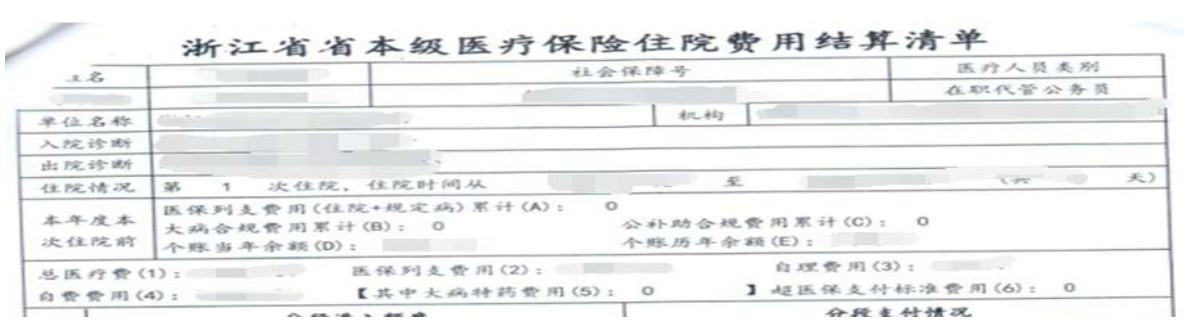 浙江省省本级医疗保险住院费用结算清单
名 社会保障号 医疗人员类别
在职代管公务员
单位名称 机构
入院诊断
出院诊断
住院情况 第 1 次住院，住院时间从 至 （共 天）
本年度本次住院前 医保列支费用(住院+规定病)累计(A)： 0
大病合规费用累计(B)： 0 公补助合规费用累计(C)： 0
个账当年余额(D)： 个账历年余额(E)：
总医疗费(1)： 医保列支费用(2)： 自理费用(3)：
自费费用(4)： 【其中大病特药费用(5)： 0 】超医保支付标准费用(6)： 0
分段支付情况